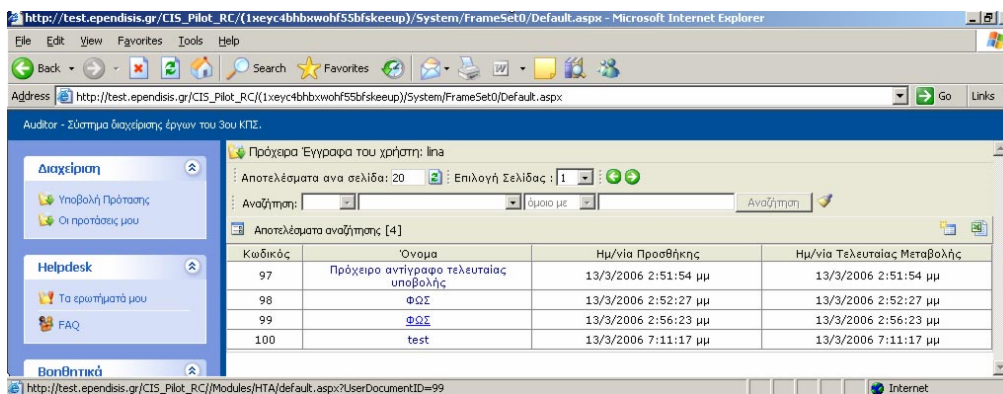 http://test.ependisis.gr/CIS_Pilot_RC/(1xeyc4bhbxwohf55bfskeeup)/System/FrameSet0/Default.aspx - Microsoft Internet Explorer
File Edit View Favorites Tools Help
Back Search Favorites
Address http://test.ependisis.gr/CIS_Pilot_RC/(1xeyc4bhbxwohf55bfskeeup)/System/FrameSet0/Default.aspx Go Links
Auditor - Σύστημα διαχείρισης έργων του 3ου ΚΠΣ.
Διαχείριση
Υποβολή Πρότασης
Οι προτάσεις μου
Helpdesk
Τα ερωτήματά μου
FAQ
Βοηθητικά
Πρόχειρα Έγγραφα του χρήστη: lina
Αποτελέσματα ανα σελίδα: 20 Επιλογή Σελίδας : 1
Αναζήτηση: όμοιο με Αναζήτηση
Αποτελέσματα αναζήτησης [4]
Κωδικός Όνομα Ημ/νία Προσθήκης Ημ/νία Τελευταίας Μεταβολής
97 Πρόχειρο αντίγραφο τελευταίας υποβολής 13/3/2006 2:51:54 μμ 13/3/2006 2:51:54 μμ
98 ΦΩΣ 13/3/2006 2:52:27 μμ 13/3/2006 2:52:27 μμ
99 ΦΩΣ 13/3/2006 2:56:23 μμ 13/3/2006 2:56:23 μμ
100 test 13/3/2006 7:11:17 μμ 13/3/2006 7:11:17 μμ
http://test.ependisis.gr/CIS_Pilot_RC//Modules/HTA/default.aspx?UserDocumentID=99 Internet